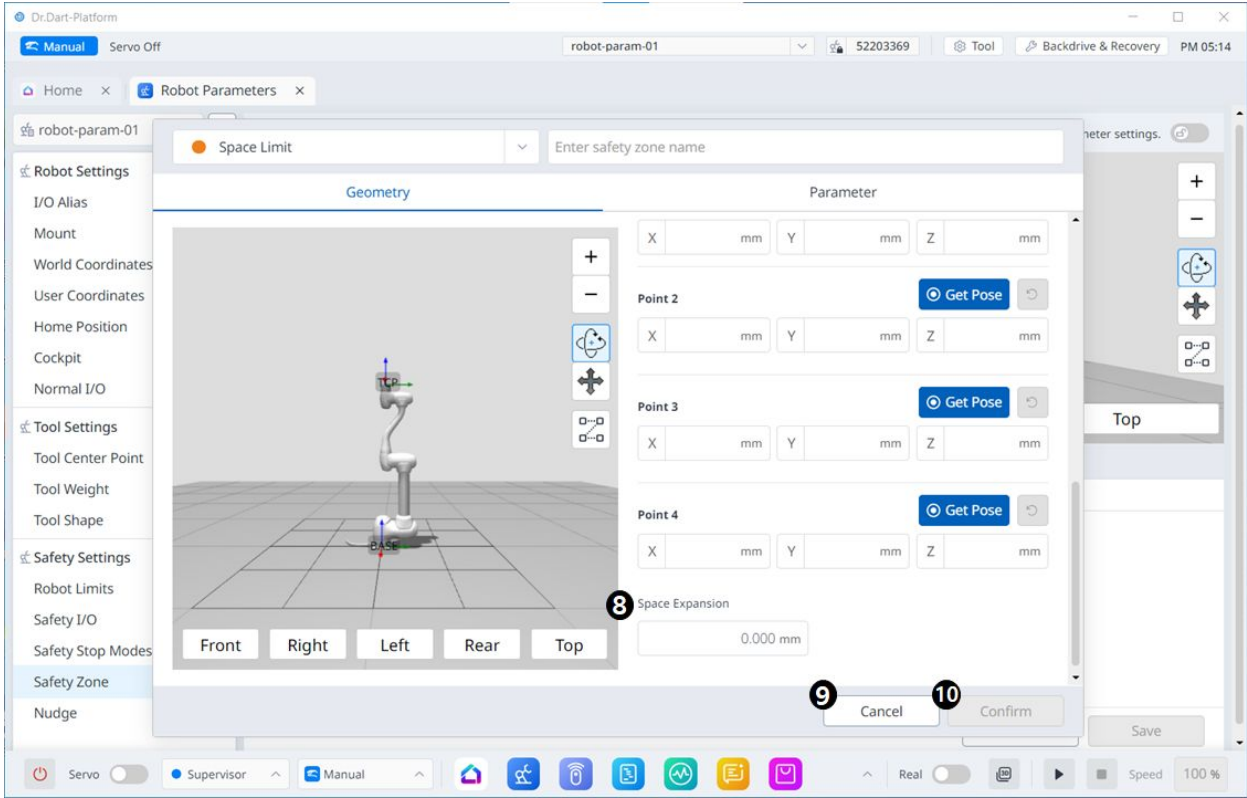 Dr.Dart-Platform
Manual Servo Off robot-param-01 52203369 Tool Backdrive & Recovery PM 05:14
Home Robot Parameters
robot-param-01 meter settings.
Space Limit Enter safety zone name
Geometry Parameter
Robot Settings
I/O Alias
Mount
World Coordinates
User Coordinates
Home Position
Cockpit
Normal I/O
Tool Settings
Tool Center Point
Tool Weight
Tool Shape
Safety Settings
Robot Limits
Safety I/O
Safety Stop Modes
Safety Zone
Nudge
TCP
BASE
Front Right Left Rear Top
X mm Y mm Z mm
Point 2 Get Pose
X mm Y mm Z mm
Point 3 Get Pose
X mm Y mm Z mm
Point 4 Get Pose
X mm Y mm Z mm
8 Space Expansion
0.000 mm
9 Cancel 10 Confirm
Top
Save
Servo Supervisor Manual Real 3D Speed 100 %